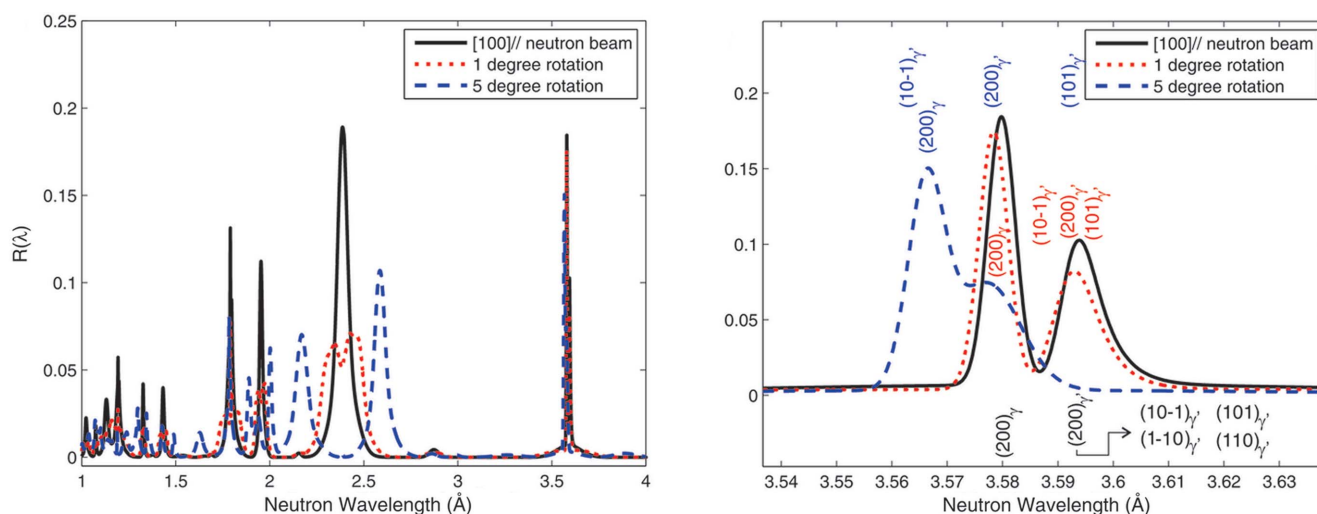 0.25
0.2
0.15
0.1
0.05
0
R(λ)
1
1.5
2
2.5
3
3.5
4
Neutron Wavelength (Å)
[100]// neutron beam
1 degree rotation
5 degree rotation
0.2
0.15
0.1
0.05
0
3.54
3.55
3.56
3.57
3.58
3.59
3.6
3.61
3.62
3.63
Neutron Wavelength (Å)
[100]// neutron beam
1 degree rotation
5 degree rotation
(10-1)γ'
(200)γ
(200)γ'
(101)γ'
(200)γ
(10-1)γ'
(200)γ'
(101)γ'
(200)γ
(200)γ'
(10-1)γ' (101)γ'
(1-10)γ' (110)γ'